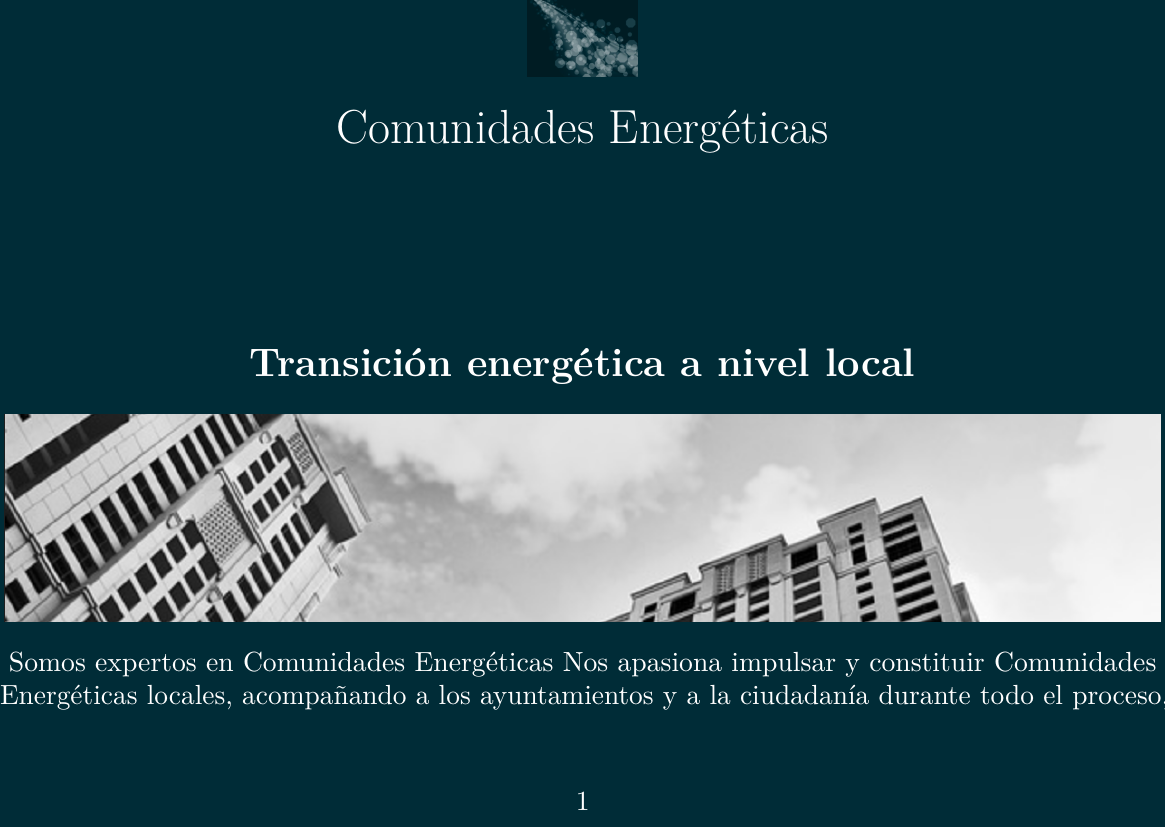 Comunidades Energéticas
Transición energética a nivel local
Somos expertos en Comunidades Energéticas Nos apasiona impulsar y constituir Comunidades
Energéticas locales, acompañando a los ayuntamientos y a la ciudadanía durante todo el proceso,
1